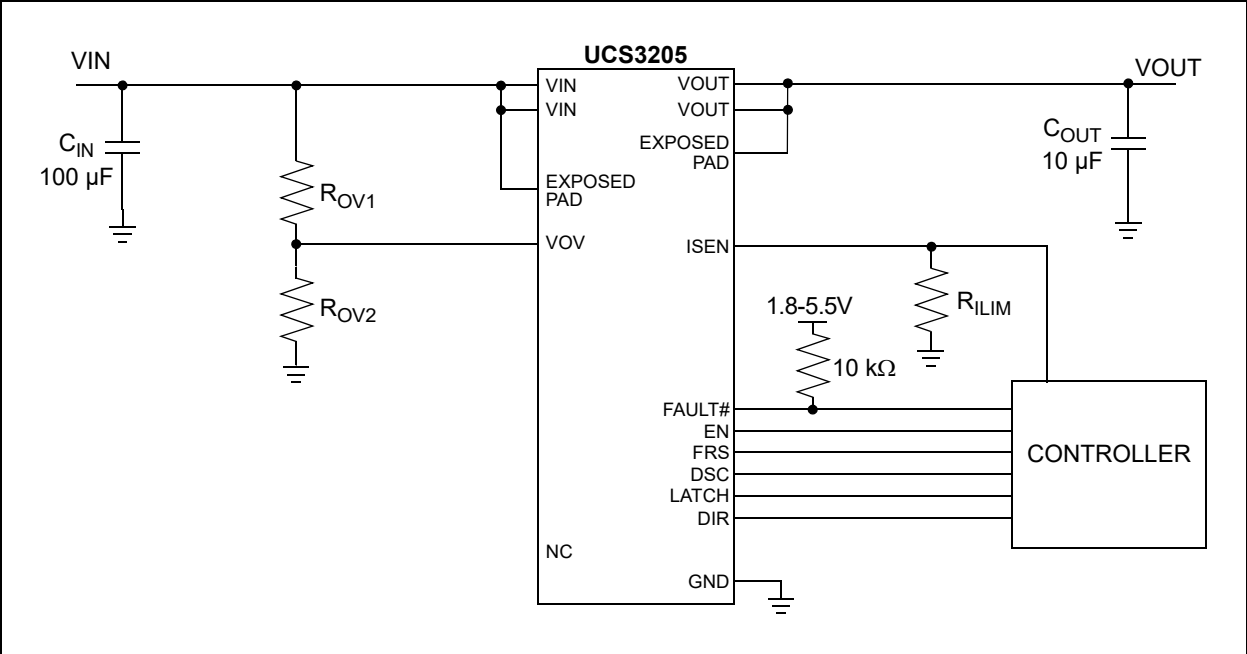 UCS3205
VIN
VOUT
VIN
VOUT
VIN
VOUT
C_IN
100 µF
C_OUT
10 µF
EXPOSED
PAD
EXPOSED
PAD
R_OV1
VOV
ISEN
R_OV2
R_ILIM
1.8-5.5V
10 kΩ
FAULT#
EN
FRS
DSC
LATCH
DIR
CONTROLLER
NC
GND